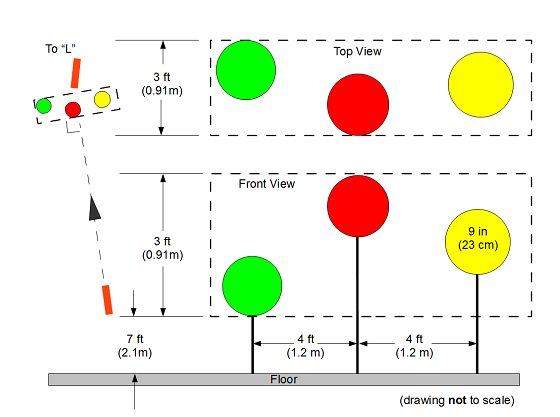 To “L”
Top View
3 ft
(0.91m)
Front View
3 ft
(0.91m)
9 in
(23 cm)
7 ft
(2.1m)
4 ft
(1.2 m)
4 ft
(1.2 m)
Floor
(drawing not to scale)